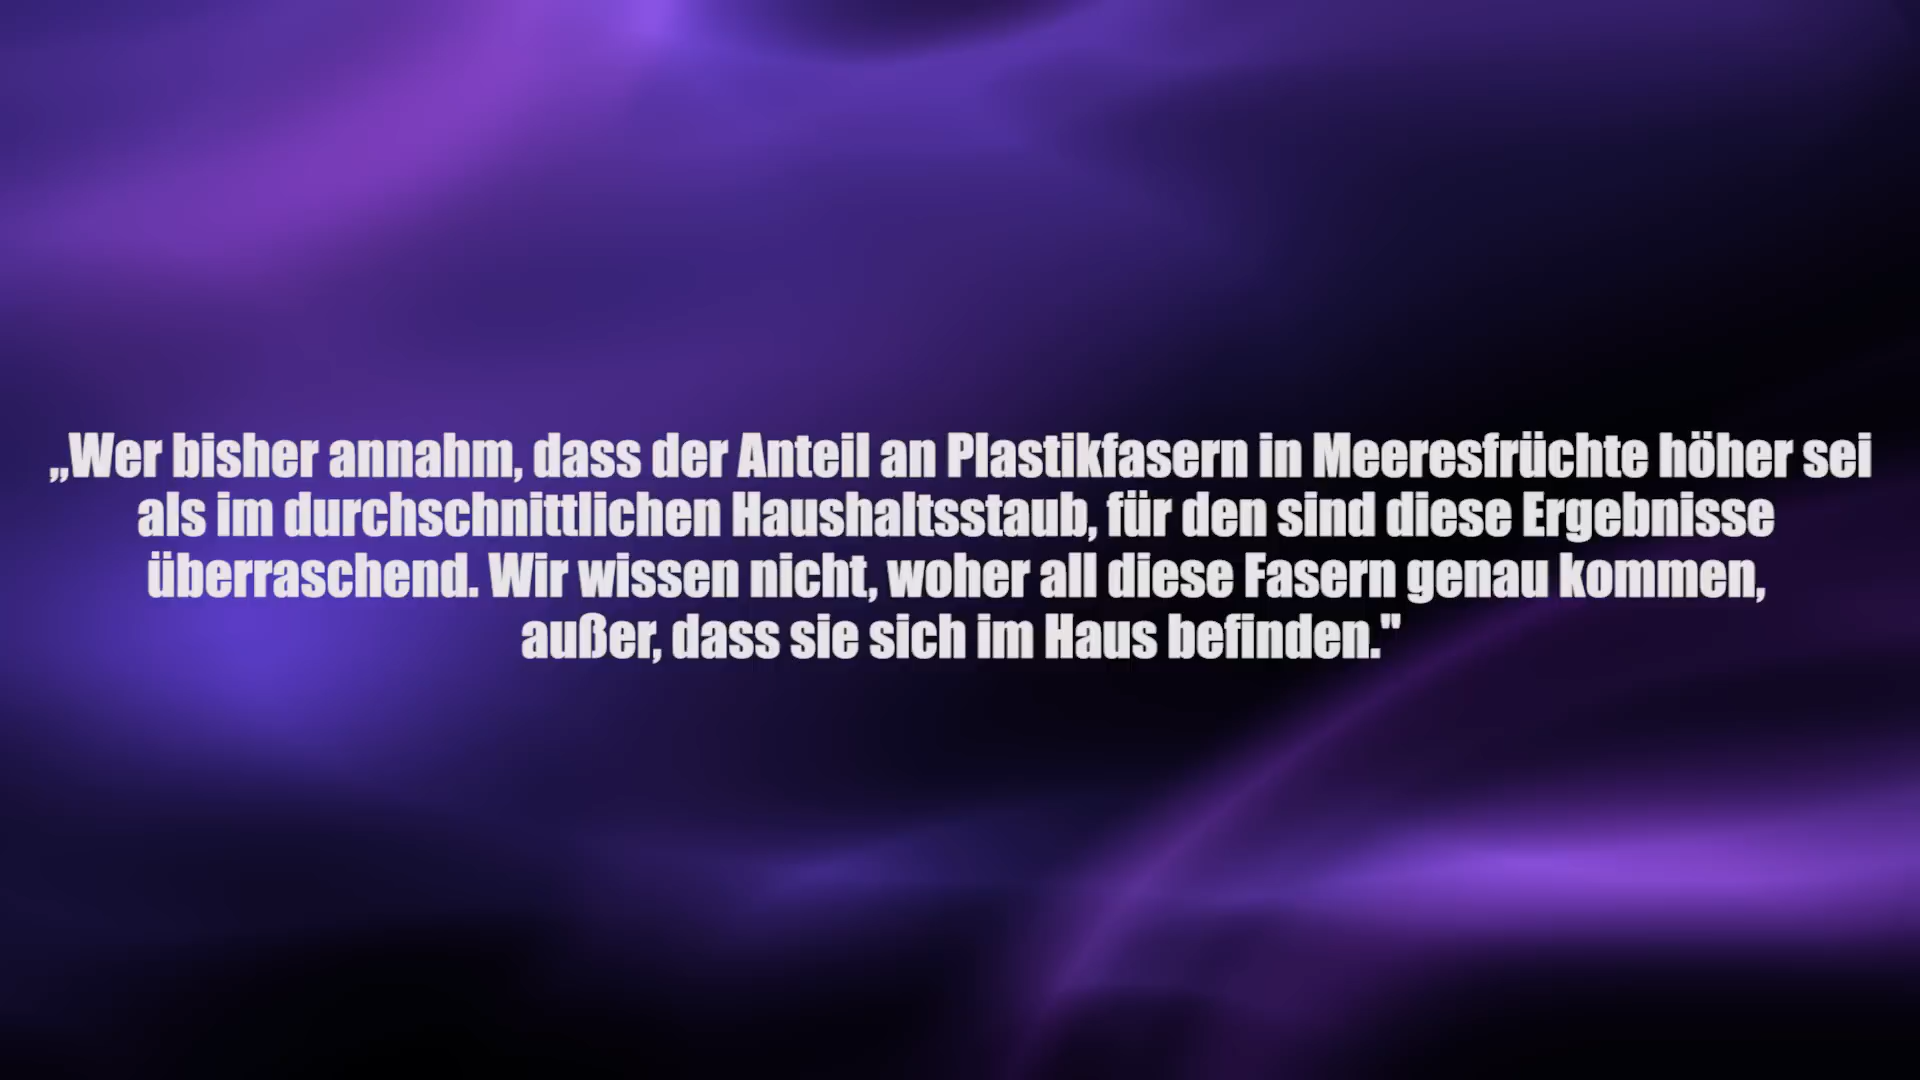 „Wer bisher annahm, dass der Anteil an Plastikfasern in Meeresfrüchte höher sei
als im durchschnittlichen Haushaltsstaub, für den sind diese Ergebnisse
überraschend. Wir wissen nicht, woher all diese Fasern genau kommen,
außer, dass sie sich im Haus befinden."